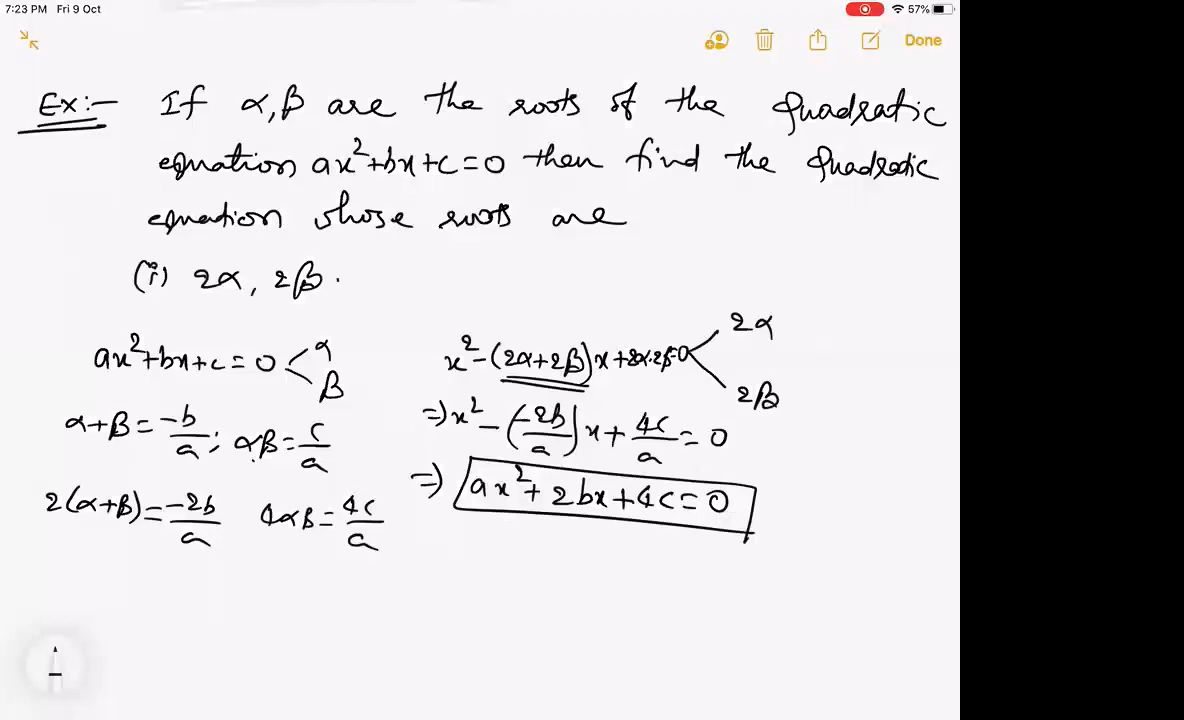 7:23 PM Fri 9 Oct
57%
Done
Ex:- If α, β are the roots of the quadratic
equation ax²+bx+c=0 then find the quadratic
equation whose roots are
(i) 2α, 2β.
ax²+bx+c=0 α β
α+β=-b/a; αβ=c/a
2(α+β)=-2b/a 4αβ=4c/a
x²-(2α+2β)x+2α.2β=0 2α 2β
⇒x²-(-2b/a)x+4c/a=0
⇒ax²+2bx+4c=0